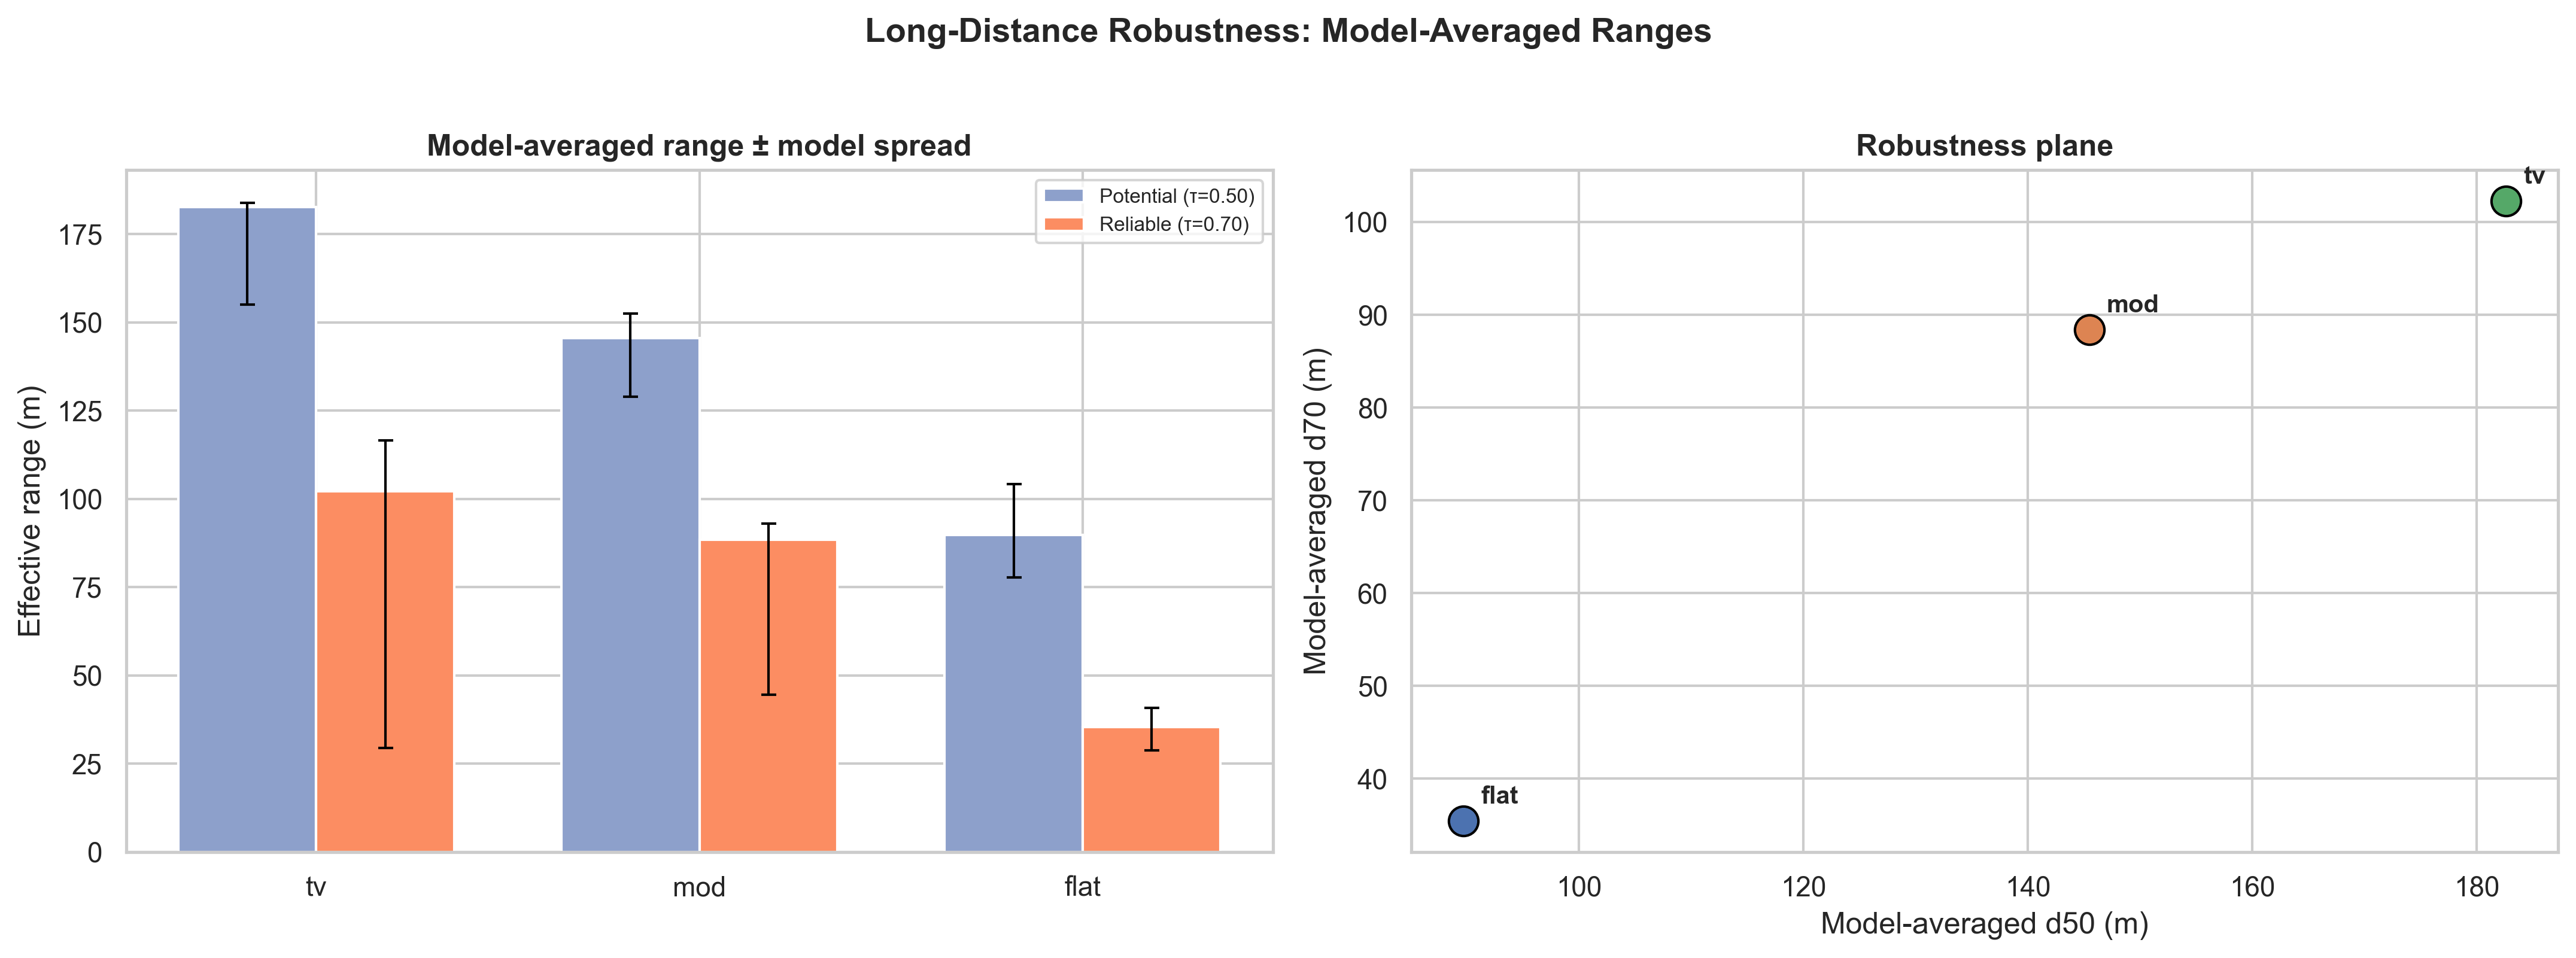 Long-Distance Robustness: Model-Averaged Ranges
Model-averaged range ± model spread
Effective range (m)
175
150
125
100
75
50
25
0
tv
mod
flat
Potential (τ=0.50)
Reliable (τ=0.70)
Robustness plane
Model-averaged d70 (m)
100
90
80
70
60
50
40
tv
mod
flat
100
120
140
160
180
Model-averaged d50 (m)